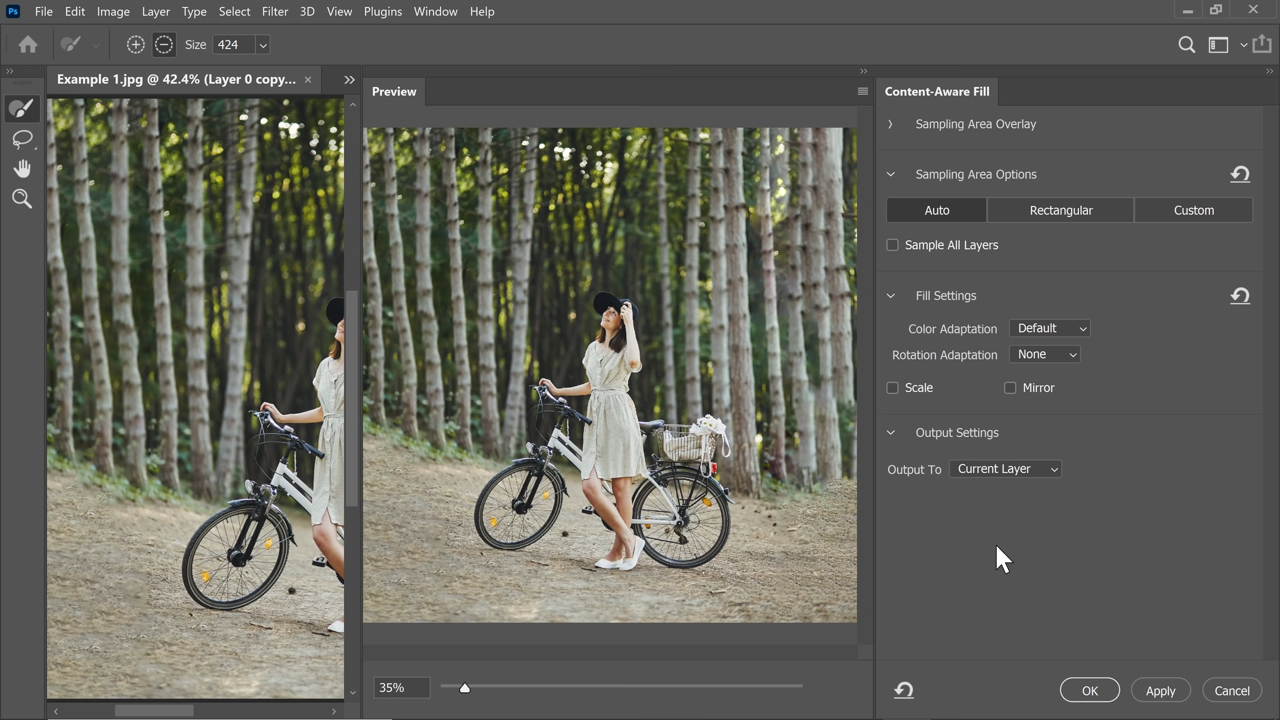 Ps File Edit Image Layer Type Select Filter 3D View Plugins Window Help
Size 424
Example 1.jpg @ 42.4% (Layer 0 copy...
Preview
Content-Aware Fill
Sampling Area Overlay
Sampling Area Options
Auto Rectangular Custom
Sample All Layers
Fill Settings
Color Adaptation Default
Rotation Adaptation None
Scale Mirror
Output Settings
Output To Current Layer
35%
OK Apply Cancel